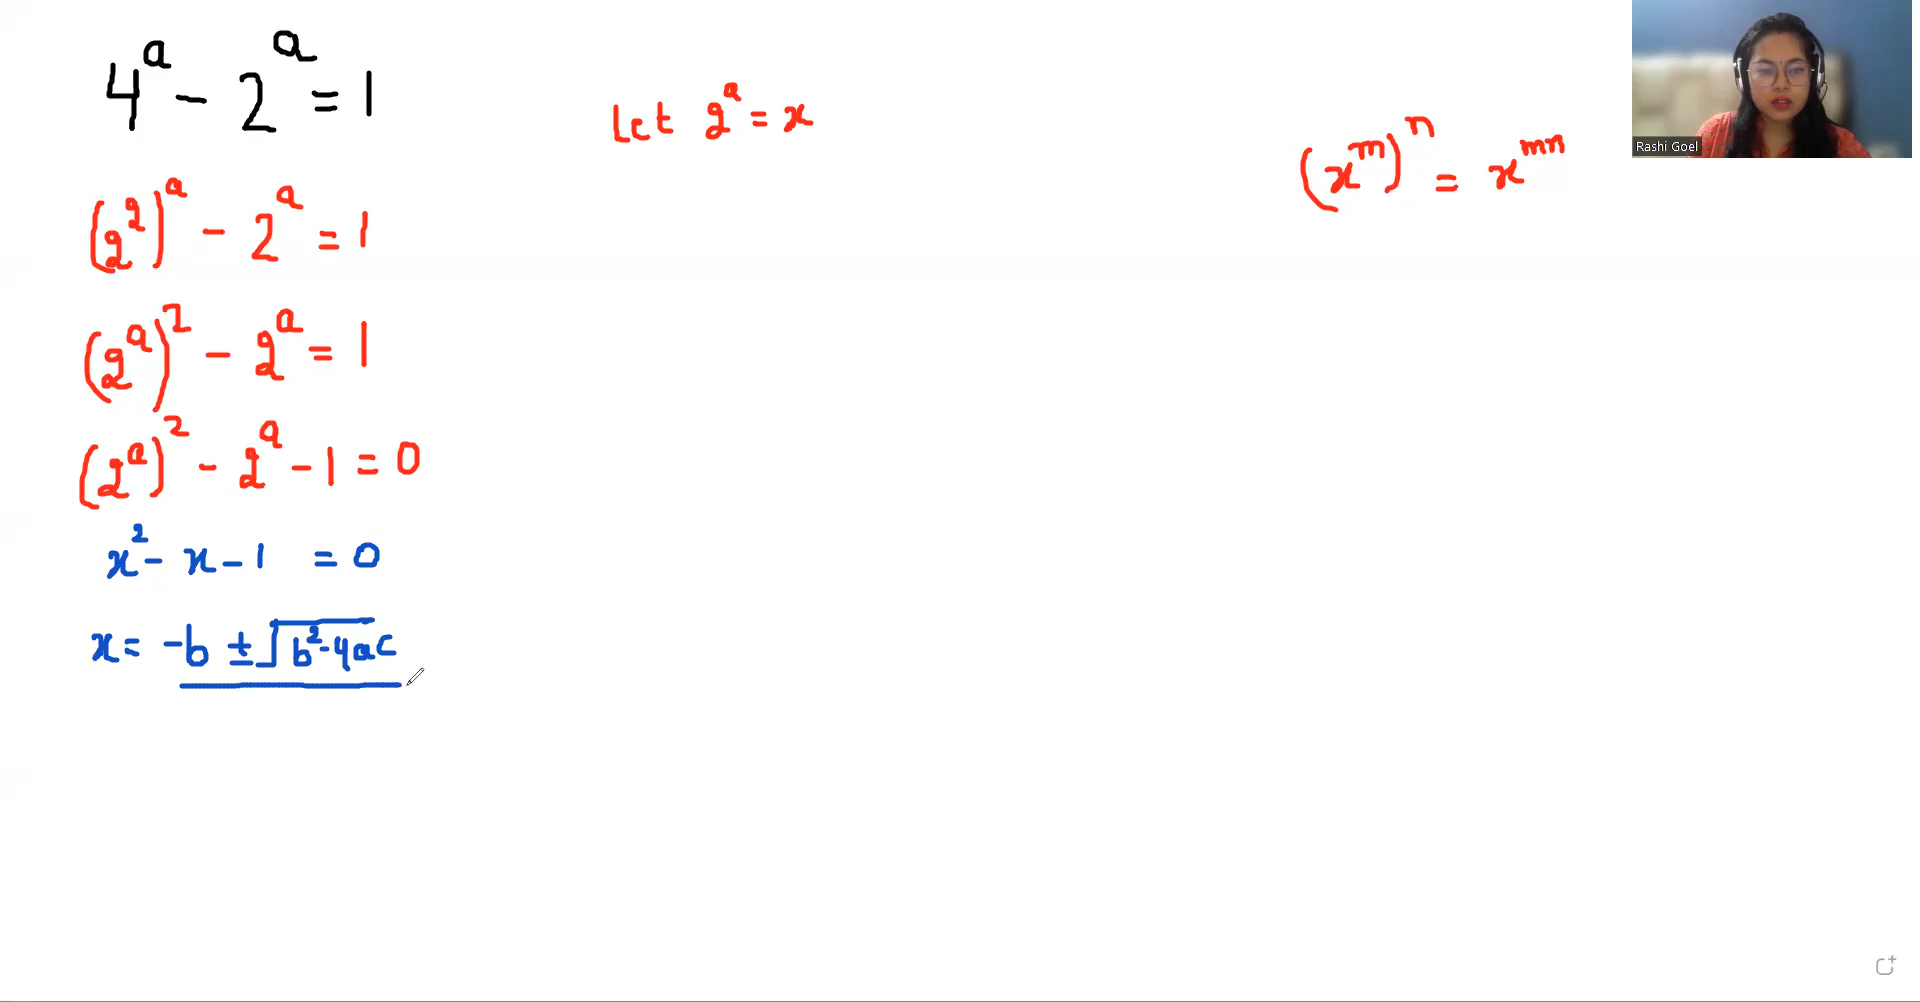 4^a - 2^a = 1
Let 2^a = x
(x^m)^n = x^{mn}
Rashi Goel
(2^2)^a - 2^a = 1
(2^a)^2 - 2^a = 1
(2^a)^2 - 2^a - 1 = 0
x^2 - x - 1 = 0
x = -b ± √b^2-4ac